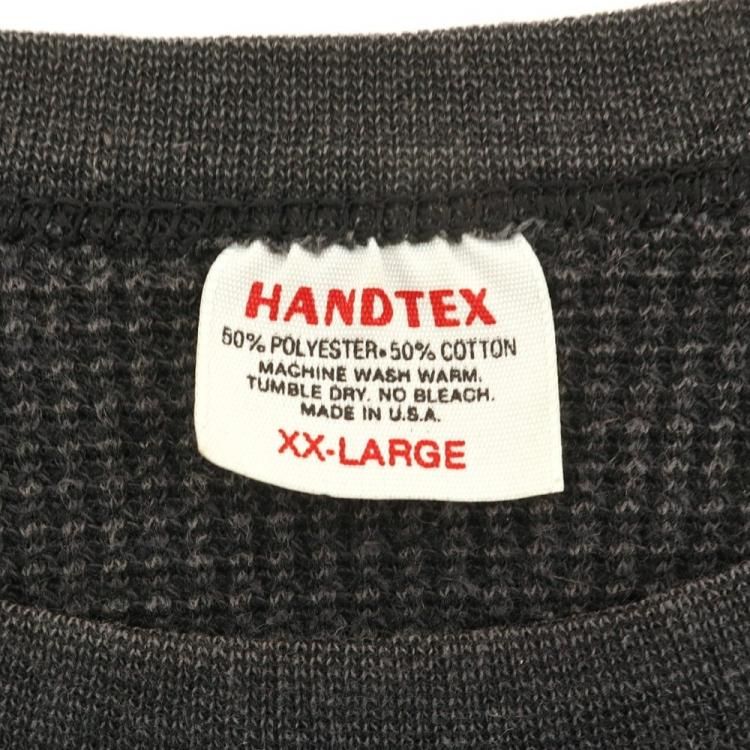 HANDTEX
50% POLYESTER•50% COTTON
MACHINE WASH WARM.
TUMBLE DRY. NO BLEACH.
MADE IN U.S.A.
XX-LARGE